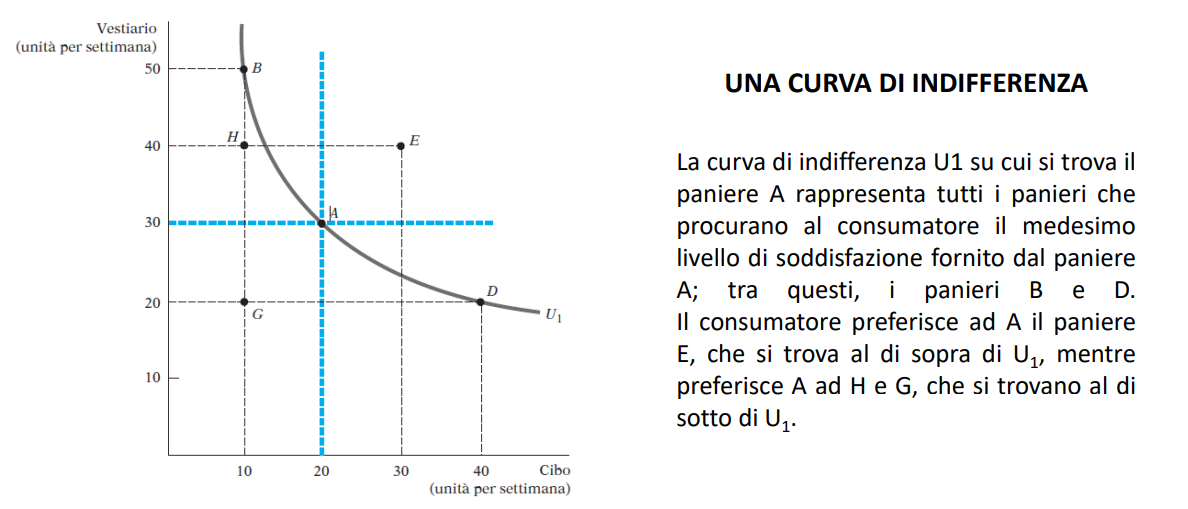 Vestiario
(unità per settimana)
50
B
H
40
E
A
30
D
20
G
U1
10
10 20 30 40 Cibo
(unità per settimana)
UNA CURVA DI INDIFFERENZA
La curva di indifferenza U1 su cui si trova il
paniere A rappresenta tutti i panieri che
procurano al consumatore il medesimo
livello di soddisfazione fornito dal paniere
A; tra questi, i panieri B e D.
Il consumatore preferisce ad A il paniere
E, che si trova al di sopra di U1, mentre
preferisce A ad H e G, che si trovano al di
sotto di U1.